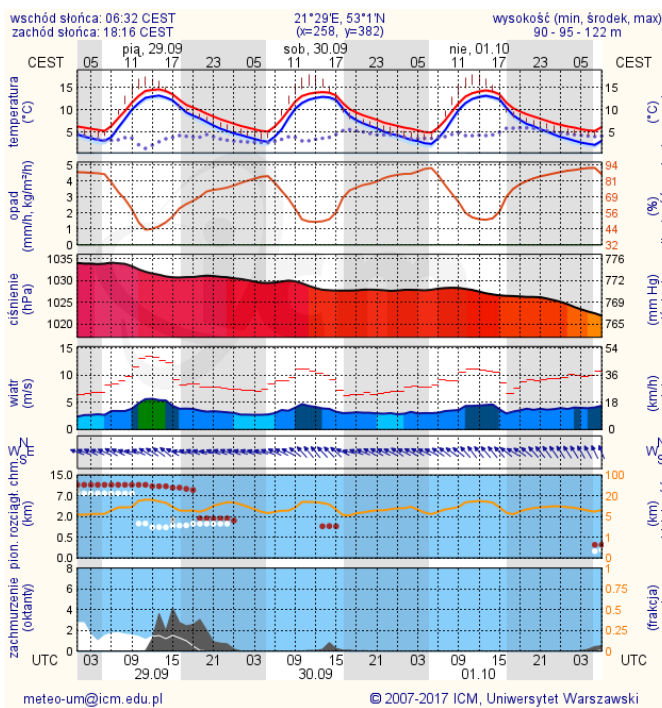 wschód słońca: 06:32 CEST 21°29'E, 53°1'N wysokość (min, środek, max)
zachód słońca: 18:16 CEST (x=258, y=382) 90 - 95 - 122 m
pią, 29.09 sob, 30.09 nie, 01.10
CEST 05 11 17 23 05 11 17 23 05 11 17 23 05 CEST
temperatura (°C) 15 10 5 15 10 5 (°C)
opad (mm/h, kg/m²/h) 5 4 3 2 1 0 94 81 69 56 44 32 (%)
ciśnienie (hPa) 1035 1030 1025 1020 776 772 769 765 (mm Hg)
wiatr (m/s) 15 10 5 0 54 36 18 0 (km/h)
N W E S N W E S
pion. rozciągł. chm. (km) 15.0 7.0 2.0 0.5 0.0 100 20 5 1 0 (km)
zachmurzenie (oktanty) 8 6 4 2 0 1 0.75 0.5 0.25 0 (frakcja)
UTC 03 09 15 21 03 09 15 21 03 09 15 21 03 UTC
29.09 30.09 01.10
meteo-um@icm.edu.pl © 2007-2017 ICM, Uniwersytet Warszawski